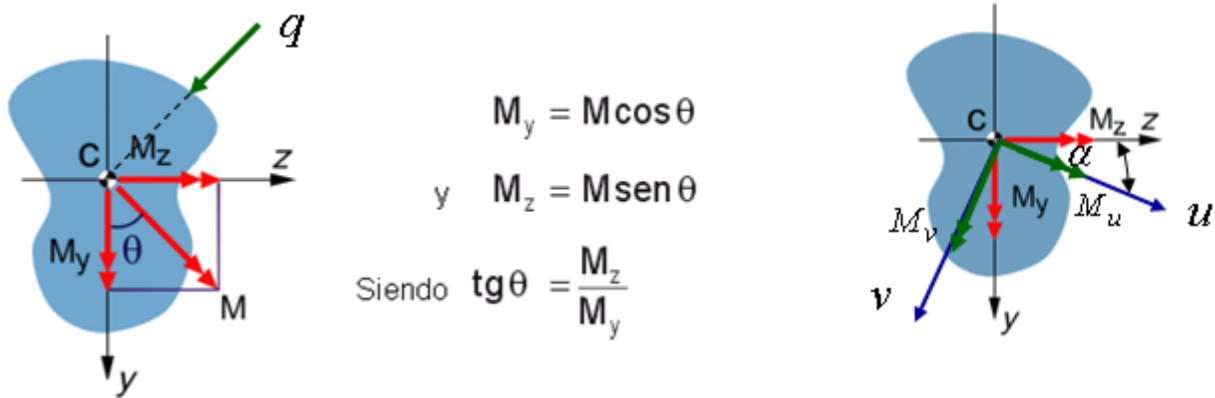 q
C
M_z
z
M_y
θ
M
y
M_y = M cos θ
y M_z = M sen θ
Siendo tg θ = M_z / M_y
C
M_z
z
α
M_y
M_v
M_u
u
v
y